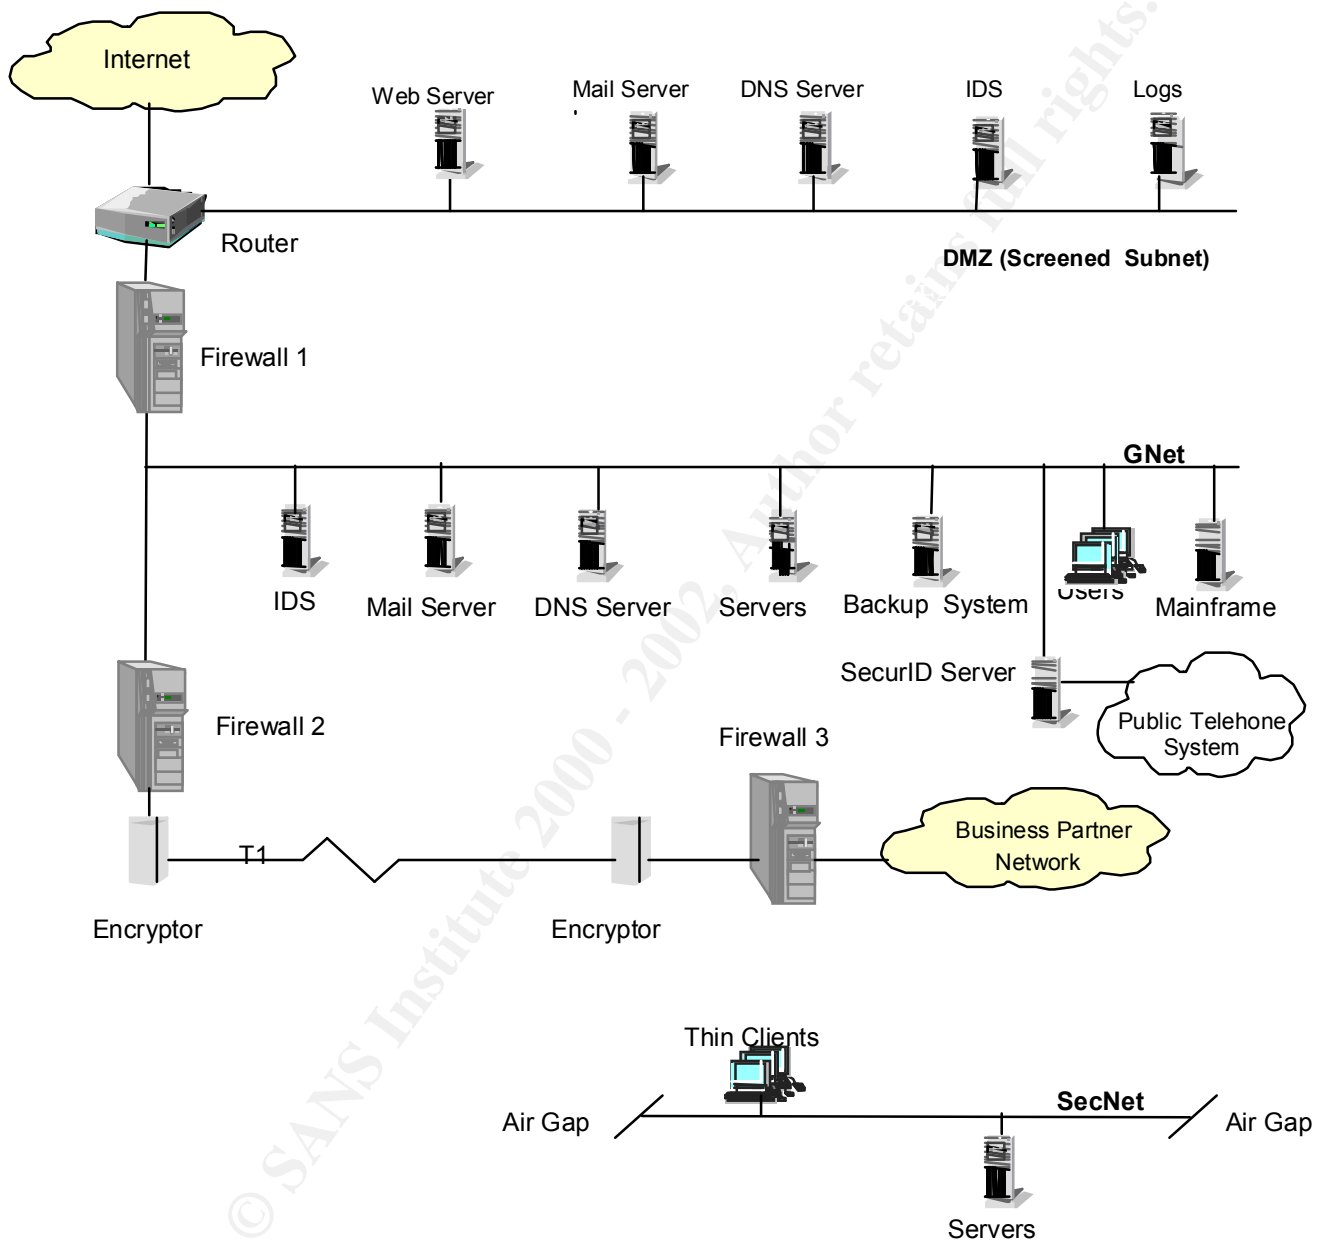 Internet
Web Server
Mail Server
DNS Server
IDS
Logs
Router
DMZ (Screened Subnet)
Firewall 1
GNet
IDS
Mail Server
DNS Server
Servers
Backup System
Users
Mainframe
SecurID Server
Public Telehone
System
Firewall 2
Firewall 3
Business Partner
Network
T1
Encryptor
Encryptor
Thin Clients
SecNet
Air Gap
Air Gap
Servers
© SANS Institute 2000 - 2002, Author retains full rights.